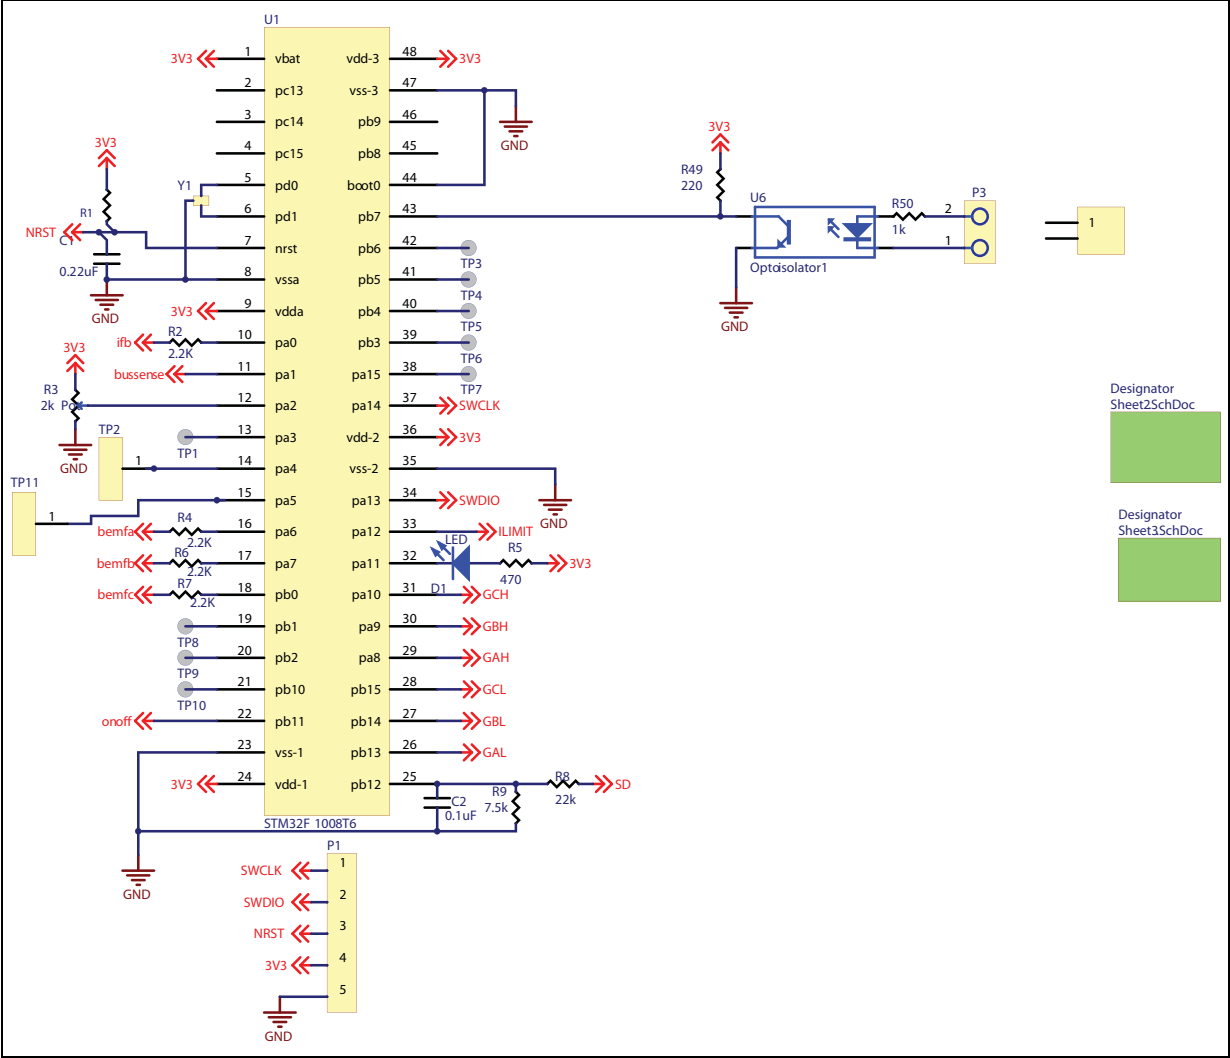 U1
3V3 1 vbat vdd-3 48 3V3
2 pc13 vss-3 47
3 pc14 pb9 46
GND
4 pc15 pb8 45
3V3
5 pd0 boot0 44
Y1
6 pd1 pb7 43
R1
NRST
C1
7 nrst pb6 42
TP3
0.22uF
8 vssa pb5 41
TP4
GND
3V3 9 vdda pb4 40
TP5
ifb R2 2.2K 10 pa0 pb3 39
TP6
bussense 11 pa1 pa15 38
TP7
3V3
R3
2k Pot
12 pa2 pa14 37 SWCLK
GND
TP1
13 pa3 vdd-2 36 3V3
TP2
1
14 pa4 vss-2 35
GND
TP11
1
15 pa5 pa13 34 SWDIO
bemfa R4 2.2K 16 pa6 pa12 33 ILIMIT
bemfb R6 2.2K 17 pa7 pa11 32 LED D1 R5 470 3V3
bemfc R7 2.2K 18 pb0 pa10 31 GCH
19 pb1 pa9 30 GBH
TP8
20 pb2 pa8 29 GAH
TP9
21 pb10 pb15 28 GCL
TP10
onoff 22 pb11 pb14 27 GBL
23 vss-1 pb13 26 GAL
3V3 24 vdd-1 pb12 25 R8 22k SD
C2
0.1uF
R9
7.5k
STM32F 1008T6
GND
P1
SWCLK 1
SWDIO 2
NRST 3
3V3 4
5
GND
3V3
R49
220
U6
Optoisolator1
GND
R50
1k
P3
2
1
1
Designator
Sheet2SchDoc
Designator
Sheet3.SchDoc